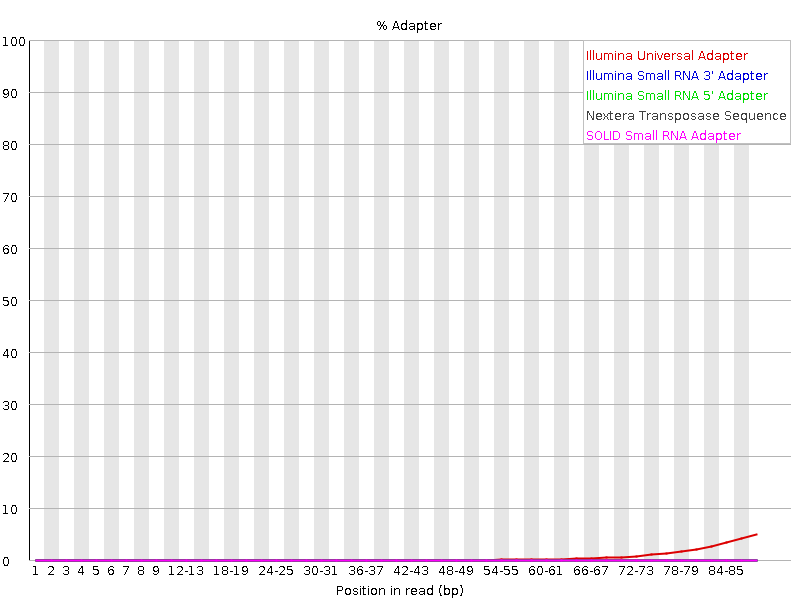 % Adapter
100
90
80
70
60
50
40
30
20
10
0
Illumina Universal Adapter
Illumina Small RNA 3' Adapter
Illumina Small RNA 5' Adapter
Nextera Transposase Sequence
SOLID Small RNA Adapter
1 2 3 4 5 6 7 8 9 12-13 18-19 24-25 30-31 36-37 42-43 48-49 54-55 60-61 66-67 72-73 78-79 84-85
Position in read (bp)